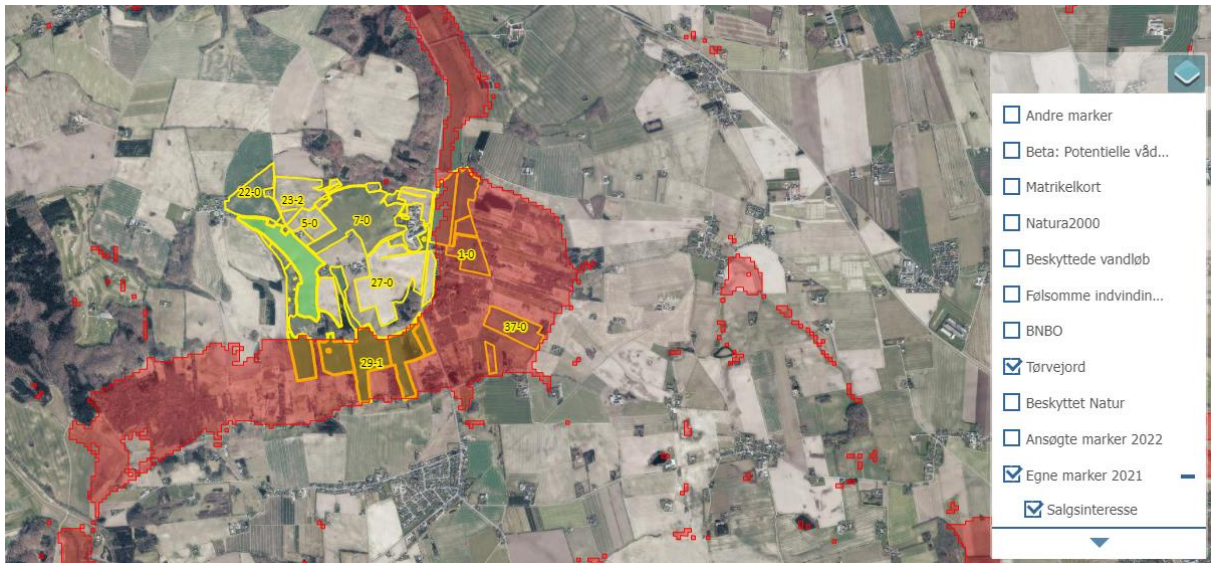 22-0
23-2
5-0
7-0
1-0
27-0
37-0
29-1
Andre marker
Beta: Potentielle våd...
Matrikelkort
Natura2000
Beskyttede vandløb
Følsomme indvindin...
BNBO
Tørvejord
Beskyttet Natur
Ansøgte marker 2022
Egne marker 2021
Salgsinteresse